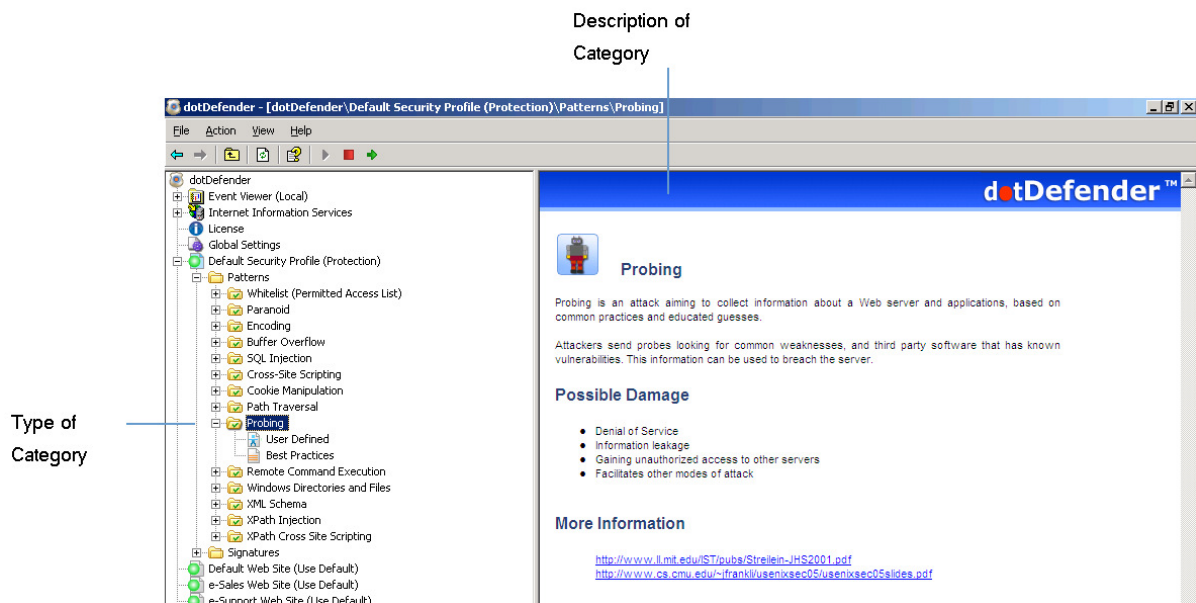 Description of
Category
dotDefender - [dotDefender\Default Security Profile (Protection)\Patterns\Probing]
File Action View Help
Type of
Category
dotDefender
Event Viewer (Local)
Internet Information Services
License
Global Settings
Default Security Profile (Protection)
Patterns
Whitelist (Permitted Access List)
Paranoid
Encoding
Buffer Overflow
SQL Injection
Cross-Site Scripting
Cookie Manipulation
Path Traversal
Probing
User Defined
Best Practices
Remote Command Execution
Windows Directories and Files
XML Schema
XPath Injection
XPath Cross Site Scripting
Signatures
Default Web Site (Use Default)
e-Sales Web Site (Use Default)
e-Support Web Site (Use Default)
dotDefender™
Probing
Probing is an attack aiming to collect information about a Web server and applications, based on
common practices and educated guesses.
Attackers send probes looking for common weaknesses, and third party software that has known
vulnerabilities. This information can be used to breach the server.
Possible Damage
Denial of Service
Information leakage
Gaining unauthorized access to other servers
Facilitates other modes of attack
More Information
http://www.ll.mit.edu/IST/pubs/Streilein-JHS2001.pdf
http://www.cs.cmu.edu/~jfrankli/usenixsec05/usenixsec05slides.pdf